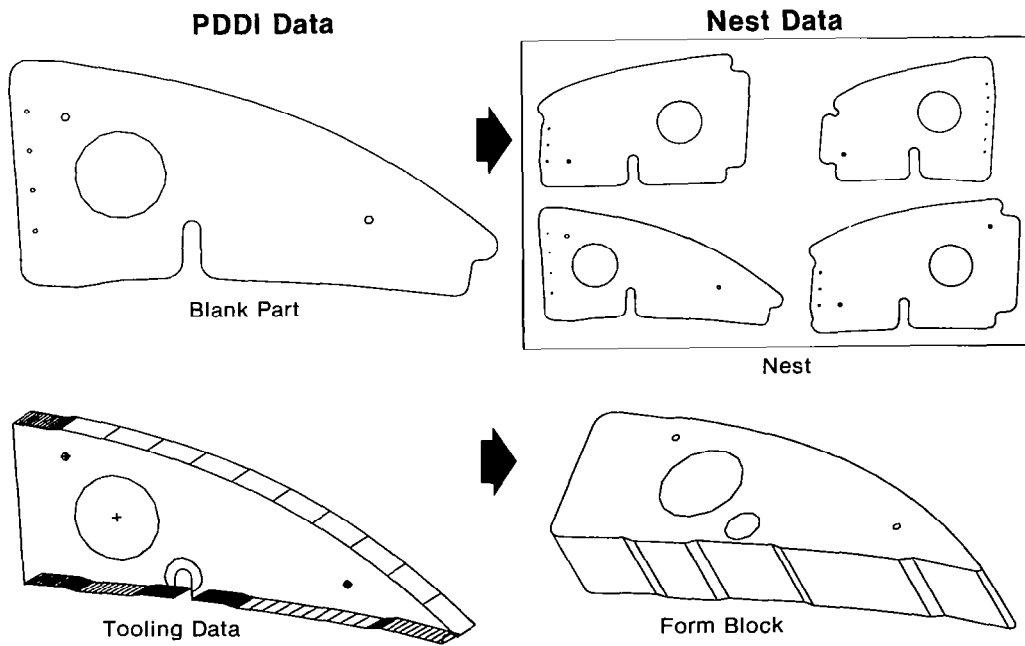 PDDI Data
Nest Data
Blank Part
Nest
Tooling Data
Form Block